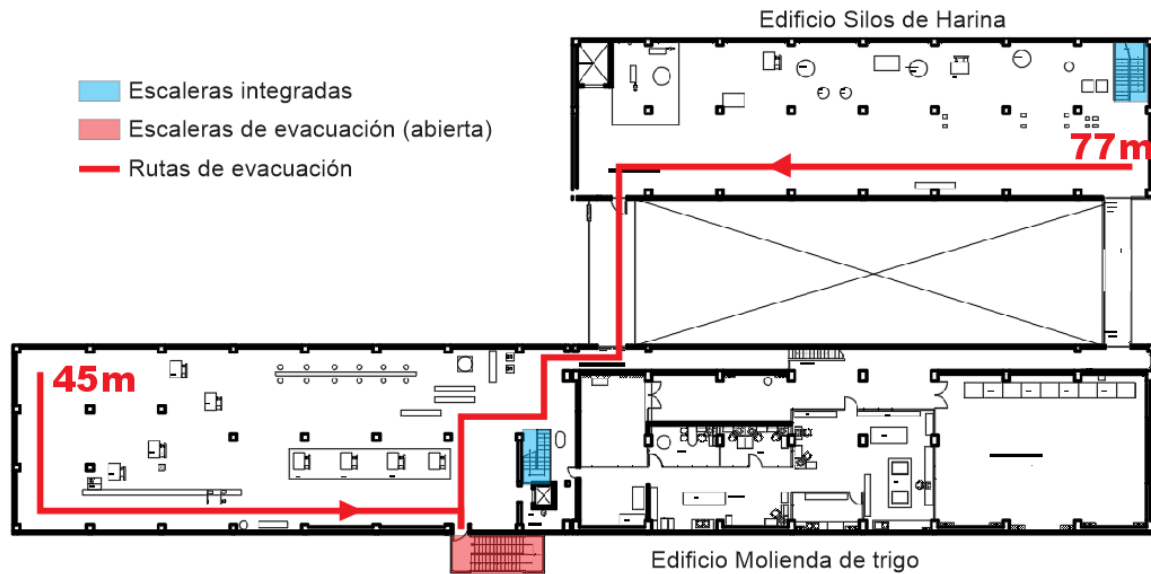 Edificio Silos de Harina
Escaleras integradas
Escaleras de evacuación (abierta)
Rutas de evacuación
77m
45m
Edificio Molienda de trigo